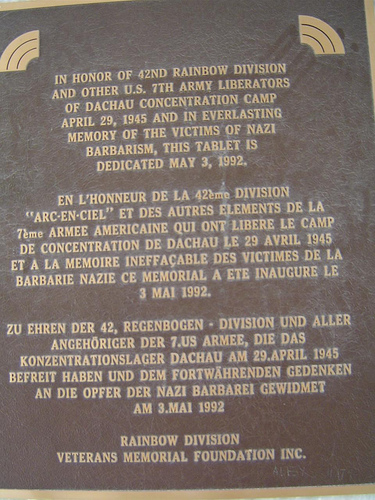 IN HONOR OF 42ND RAINBOW DIVISION
AND OTHER U.S. 7TH ARMY LIBERATORS
OF DACHAU CONCENTRATION CAMP
APRIL 29, 1945 AND IN EVERLASTING
MEMORY OF THE VICTIMS OF NAZI
BARBARISM, THIS TABLET IS
DEDICATED MAY 3, 1992.
EN L'HONNEUR DE LA 42ème DIVISION
"ARC-EN-CIEL" ET DES AUTRES ELEMENTS DE LA
7ème ARMEE AMERICAINE QUI ONT LIBERE LE CAMP
DE CONCENTRATION DE DACHAU LE 29 AVRIL 1945
ET A LA MEMOIRE INEFFAÇABLE DES VICTIMES DE LA
BARBARIE NAZIE CE MEMORIAL A ETE INAUGURE LE
3 MAI 1992.
ZU EHREN DER 42, REGENBOGEN - DIVISION UND ALLER
ANGEHÖRIGER DER 7.US ARMEE, DIE DAS
KONZENTRATIONSLAGER DACHAU AM 29.APRIL 1945
BEFREIT HABEN UND DEM FORTWÄHRENDEN GEDENKEN
AN DIE OPFER DER NAZI BARBAREI GEWIDMET
AM 3.MAI 1992
RAINBOW DIVISION
VETERANS MEMORIAL FOUNDATION INC.